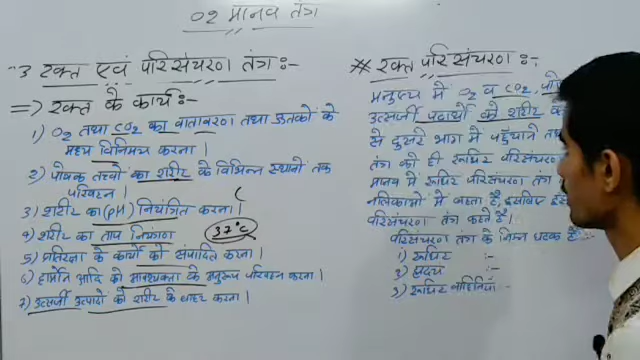 02 मानव तंत्र
3 रक्त एवं परिसंचरण तंत्र:-
=> रक्त के कार्य:-
1) O2 तथा CO2 का वातावरण तथा ऊतकों के
मध्य विनिमय करना।
2) पोषक तत्वों का शरीर के विभिन्न स्थानों तक
परिवहन।
3) शरीर का (pH) नियंत्रित करना।
4) शरीर का ताप नियंत्रण 37°C
5) प्रतिरक्षा के कार्यो को संपादित करना।
6) हार्मोन आदि को आवश्यकता के अनुरूप परिवहन करना।
7) उत्सर्जी उत्पादों को शरीर के बाहर करना।
# रक्त परिसंचरण:-
मनुष्य में O2 व CO2,
उत्सर्जी पदार्थो को शरीर
से दुसरे भाग में पहुँचाने
तंत्र को ही रूधिर परिसंचरण
मानव में रूधिर परिसंचरण तंत्र
नलिकाओं में बहता है, इसलिए इसे
परिसंचरण तंत्र कहते हैं।
परिसंचरण तंत्र के निम्न घटक हैं
1) रूधिर :-
2) हृदय :-
3) रूधिर वाहिनियाँ :-